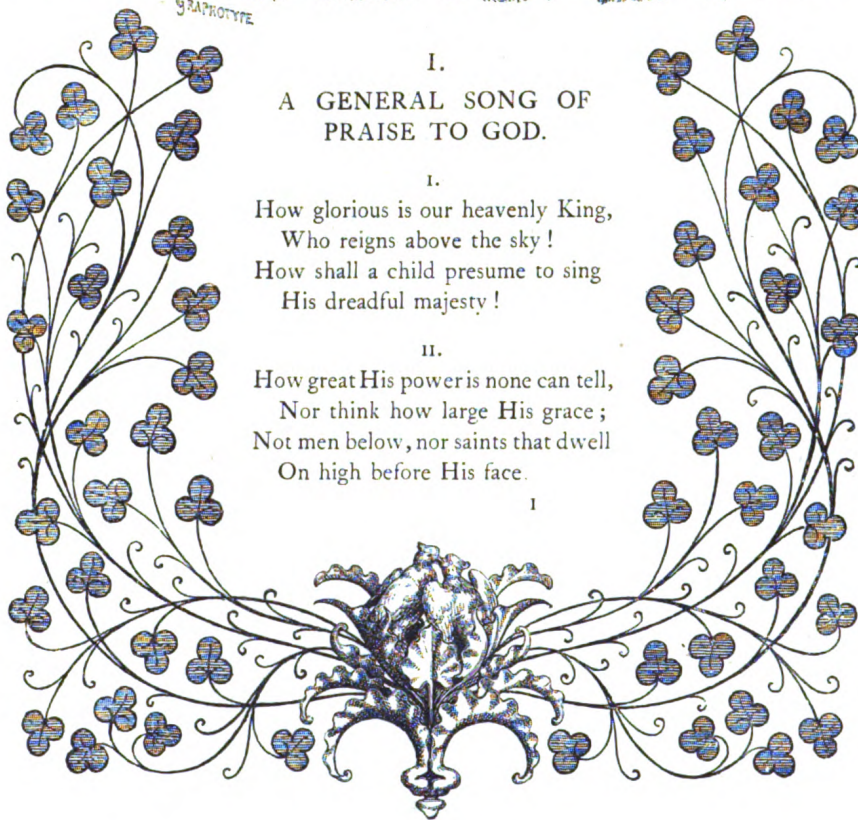 GRAPHOTYPE
I.
A GENERAL SONG OF
PRAISE TO GOD.
I.
How glorious is our heavenly King,
Who reigns above the sky !
How shall a child presume to sing
His dreadful majesty !
II.
How great His power is none can tell,
Nor think how large His grace ;
Not men below, nor saints that dwell
On high before His face.
I